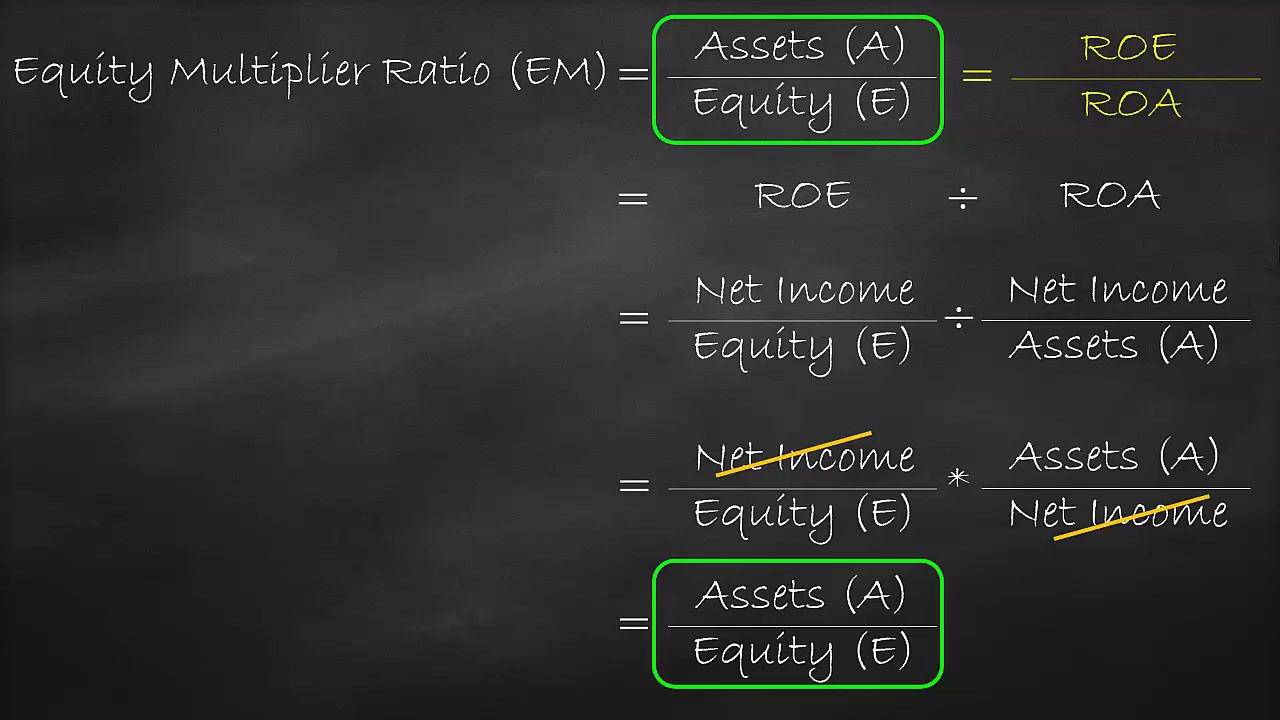 Equity Multiplier Ratio (EM) = Assets (A) / Equity (E) = ROE / ROA
= ROE ÷ ROA
= Net Income / Equity (E) ÷ Net Income / Assets (A)
= Net Income / Equity (E) * Assets (A) / Net Income
= Assets (A) / Equity (E)